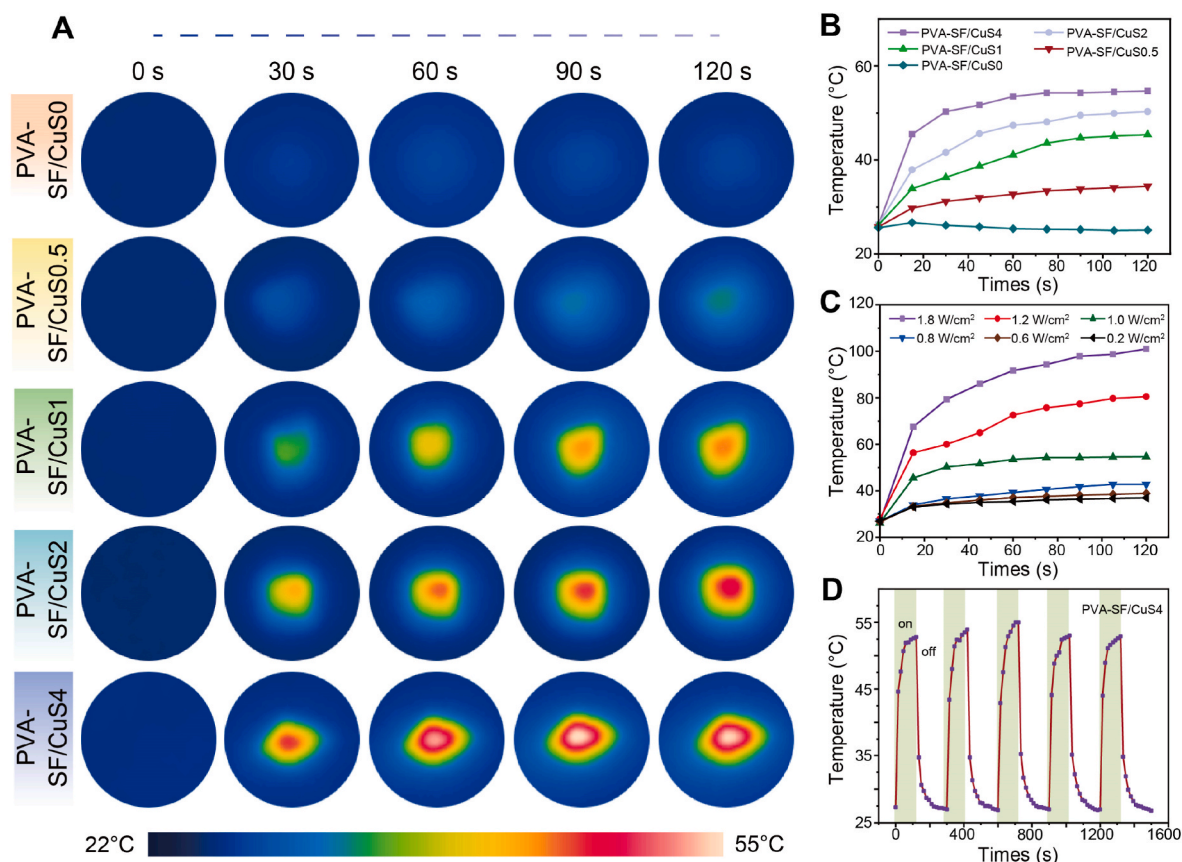 A
0 s 30 s 60 s 90 s 120 s
PVA-
SF/CuS0
PVA-
SF/CuS0.5
PVA-
SF/CuS1
PVA-
SF/CuS2
PVA-
SF/CuS4
22°C 55°C
B
PVA-SF/CuS4 PVA-SF/CuS2
PVA-SF/CuS1 PVA-SF/CuS0.5
PVA-SF/CuS0
Temperature (°C)
60
40
20
0 20 40 60 80 100 120
Times (s)
C
1.8 W/cm² 1.2 W/cm² 1.0 W/cm²
0.8 W/cm² 0.6 W/cm² 0.2 W/cm²
Temperature (°C)
120
100
80
60
40
20
0 20 40 60 80 100 120
Times (s)
D
PVA-SF/CuS4
on
off
Temperature (°C)
55
45
35
25
0 400 800 1200 1600
Times (s)